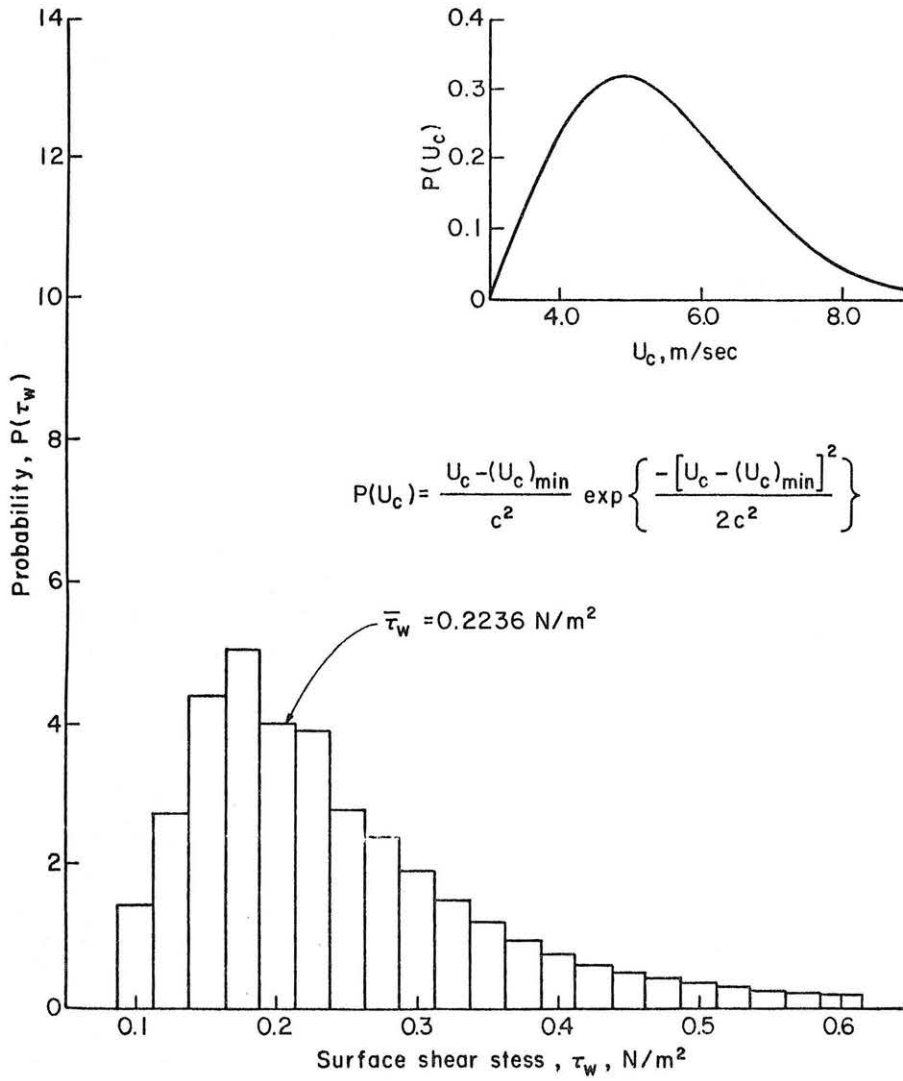 14
12
10
8
6
4
2
0
Probability, P(τw)
0.1 0.2 0.3 0.4 0.5 0.6
Surface shear stess, τw, N/m²
0.4
0.3
0.2
0.1
0
P(Uc)
4.0 6.0 8.0
Uc, m/sec
P(Uc) = Uc-(Uc)min / c² exp{ -[Uc-(Uc)min]² / 2c² }
τ̅w = 0.2236 N/m²